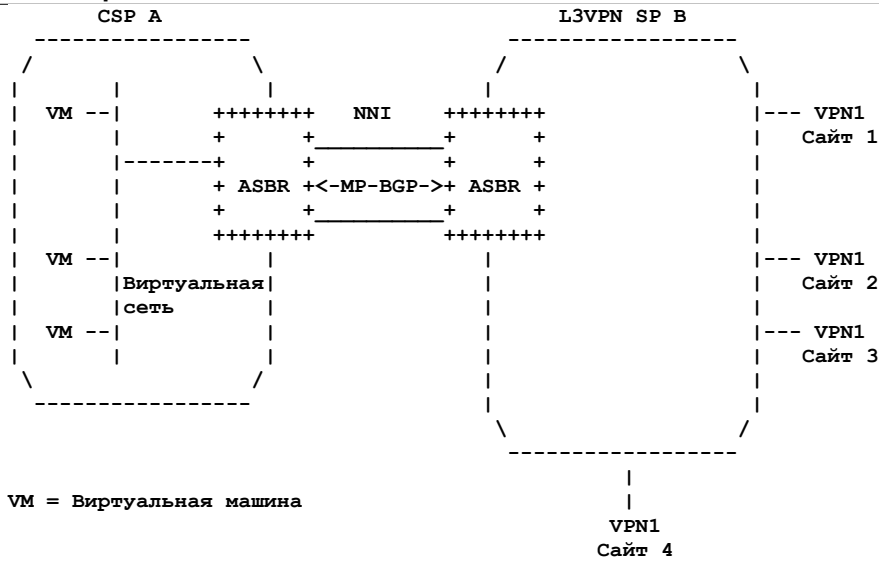 CSP A L3VPN SP B
VM --| NNI |--- VPN1
Сайт 1
ASBR +<-MP-BGP->+ ASBR
VM --| |--- VPN1
Виртуальная Сайт 2
сеть
VM --| |--- VPN1
Сайт 3
VM = Виртуальная машина
VPN1
Сайт 4